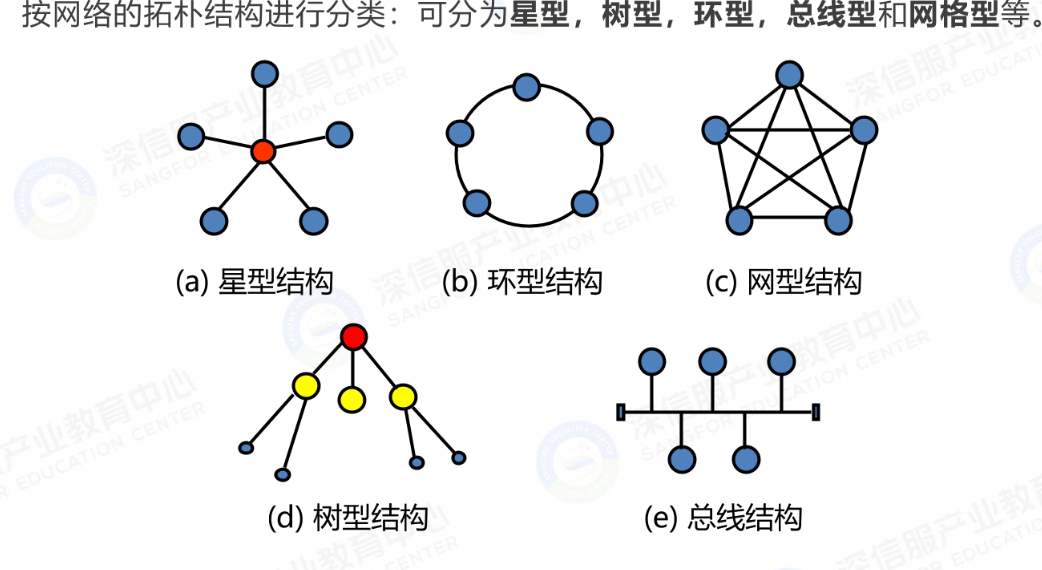 按网络的拓朴结构进行分类：可分为星型，树型，环型，总线型和网格型等。
(a) 星型结构
(b) 环型结构
(c) 网型结构
(d) 树型结构
(e) 总线结构
深信服产业教育中心
SANGFOR EDUCATION CENTER